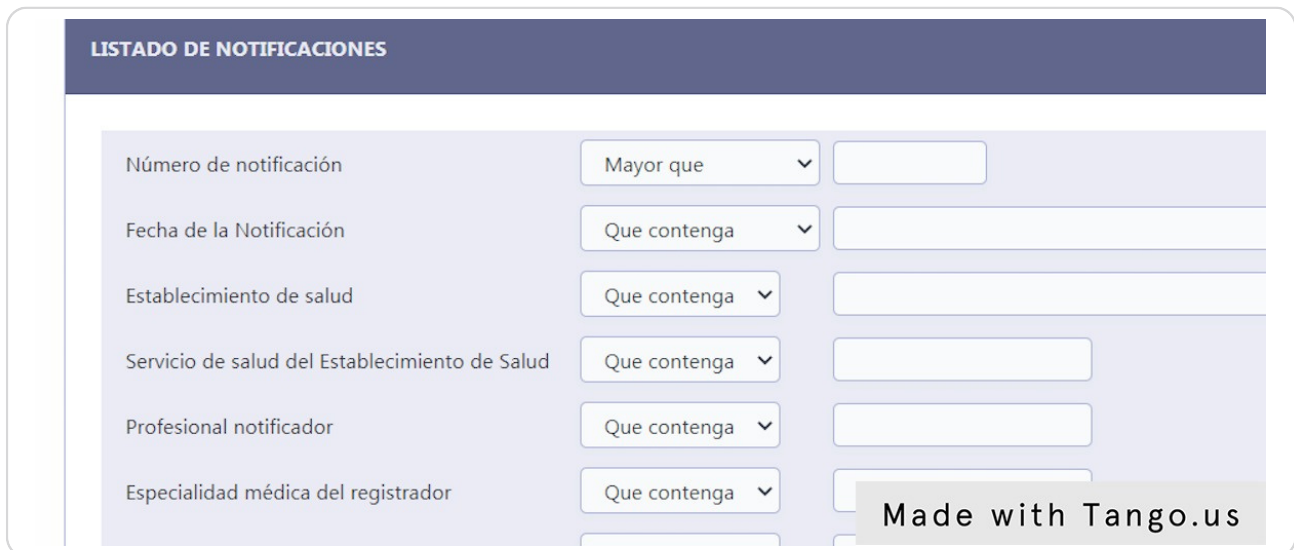 LISTADO DE NOTIFICACIONES
Número de notificación Mayor que
Fecha de la Notificación Que contenga
Establecimiento de salud Que contenga
Servicio de salud del Establecimiento de Salud Que contenga
Profesional notificador Que contenga
Especialidad médica del registrador Que contenga
Made with Tango.us